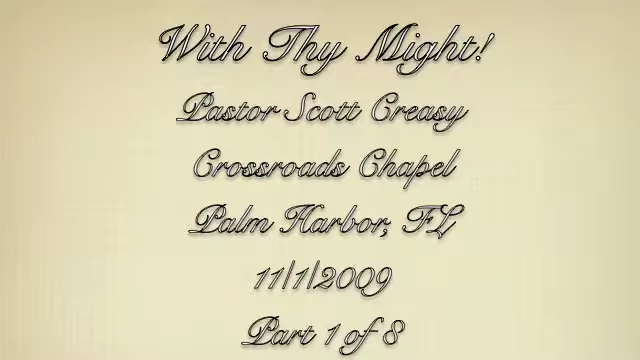 With Thy Might!
Pastor Scott Creasy
Crossroads Chapel
Palm Harbor, FL
11/1/2009
Part 1 of 8